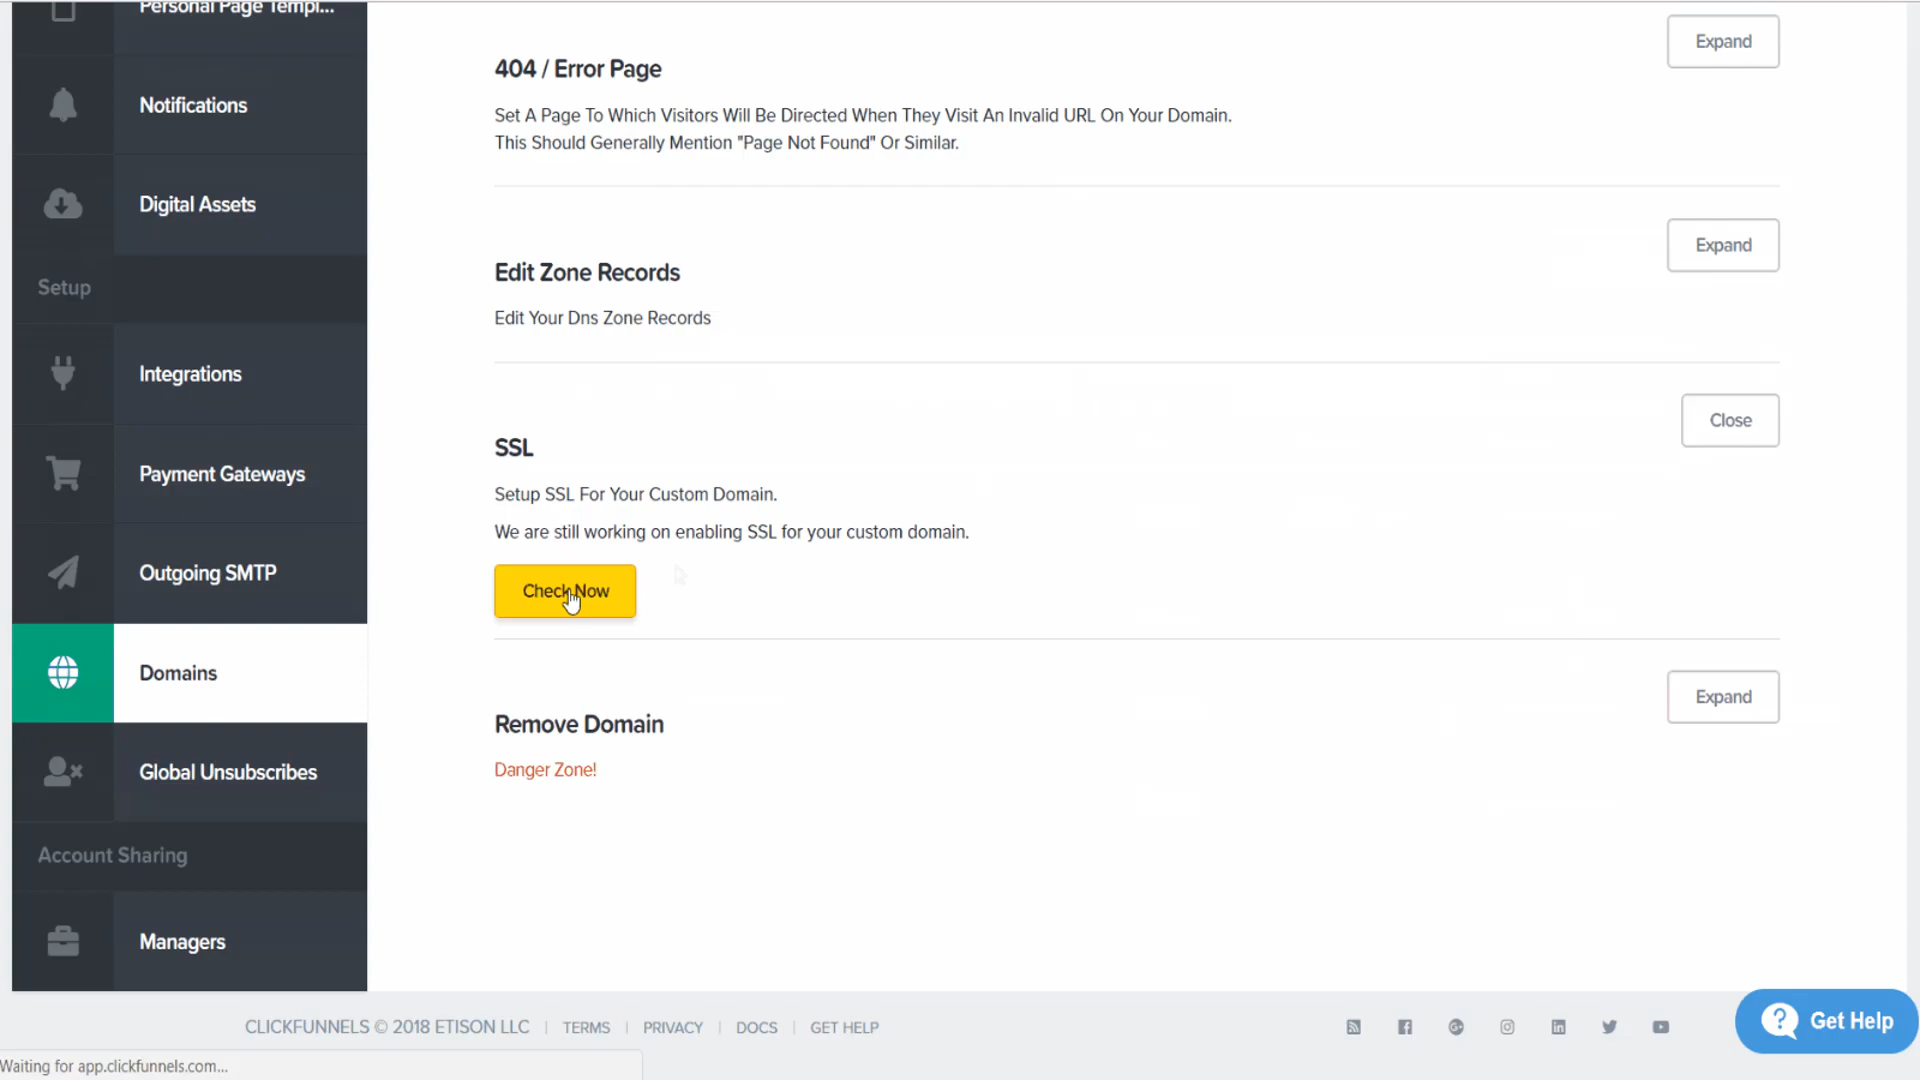 Personal Page Templ...
Notifications
Digital Assets
Setup
Integrations
Payment Gateways
Outgoing SMTP
Domains
Global Unsubscribes
Account Sharing
Managers
Expand
404 / Error Page
Set A Page To Which Visitors Will Be Directed When They Visit An Invalid URL On Your Domain.
This Should Generally Mention "Page Not Found" Or Similar.
Expand
Edit Zone Records
Edit Your Dns Zone Records
Close
SSL
Setup SSL For Your Custom Domain.
We are still working on enabling SSL for your custom domain.
Check Now
Expand
Remove Domain
Danger Zone!
CLICKFUNNELS © 2018 ETISON LLC | TERMS | PRIVACY | DOCS | GET HELP
Get Help
Waiting for app.clickfunnels.com...